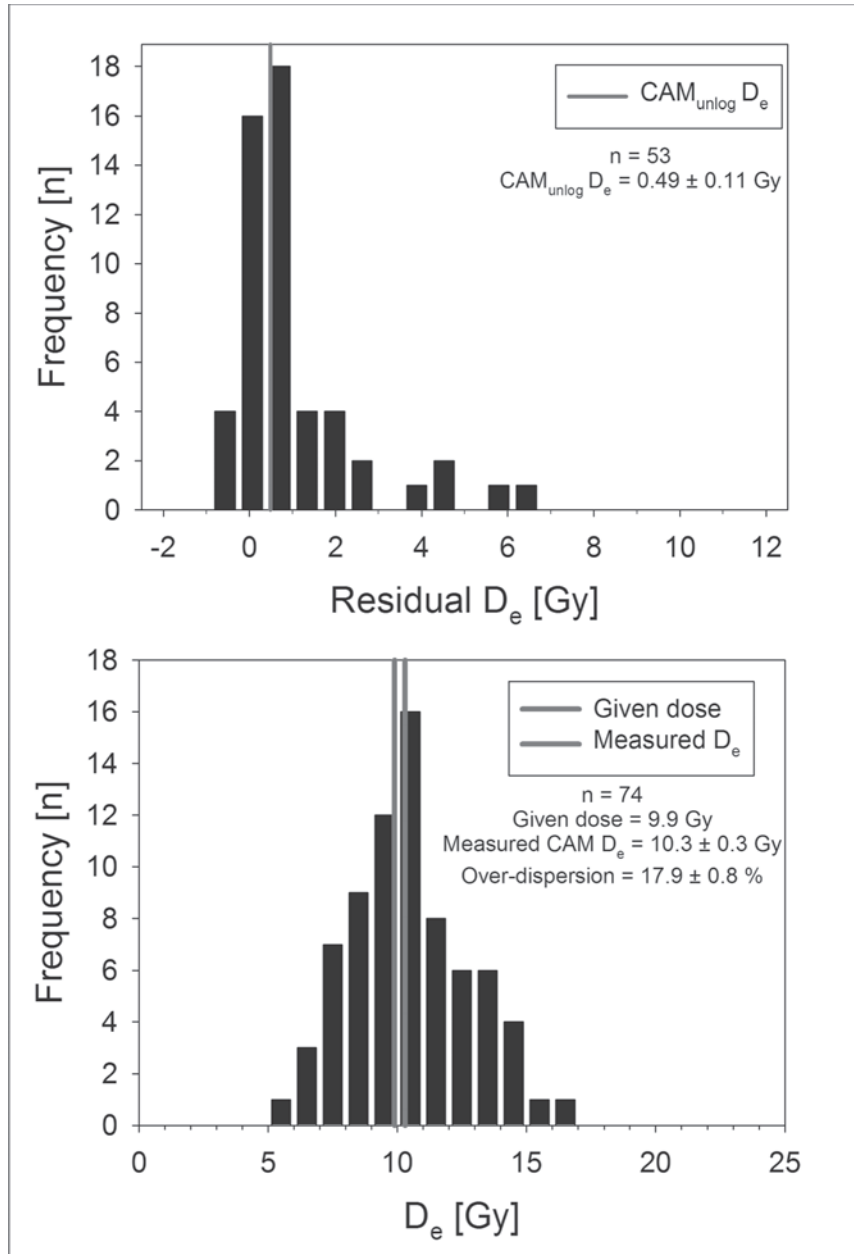 18
16
14
12
10
8
6
4
2
0
Frequency [n]
CAMunlog De
n = 53
CAMunlog De = 0.49 ± 0.11 Gy
-2 0 2 4 6 8 10 12
Residual De [Gy]
18
16
14
12
10
8
6
4
2
0
Frequency [n]
Given dose
Measured De
n = 74
Given dose = 9.9 Gy
Measured CAM De = 10.3 ± 0.3 Gy
Over-dispersion = 17.9 ± 0.8 %
0 5 10 15 20 25
De [Gy]